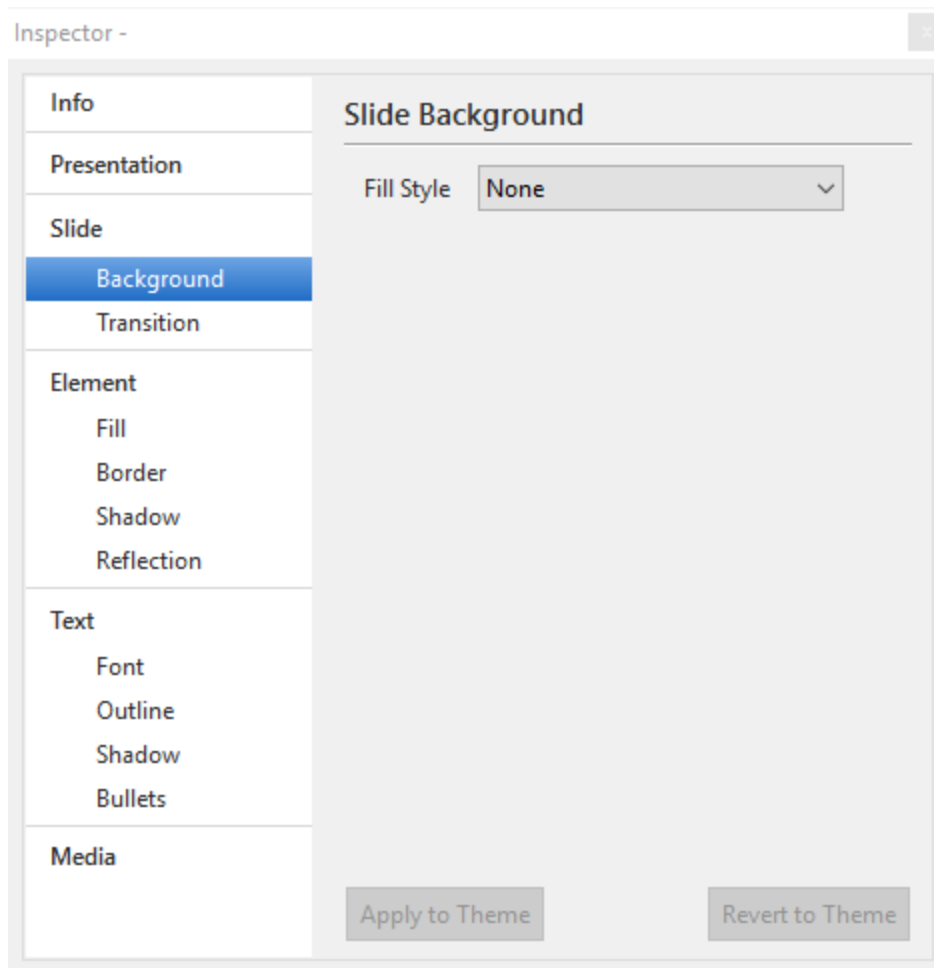 Inspector -
Info
Presentation
Slide
Background
Transition
Element
Fill
Border
Shadow
Reflection
Text
Font
Outline
Shadow
Bullets
Media
Slide Background
Fill Style None
Apply to Theme Revert to Theme